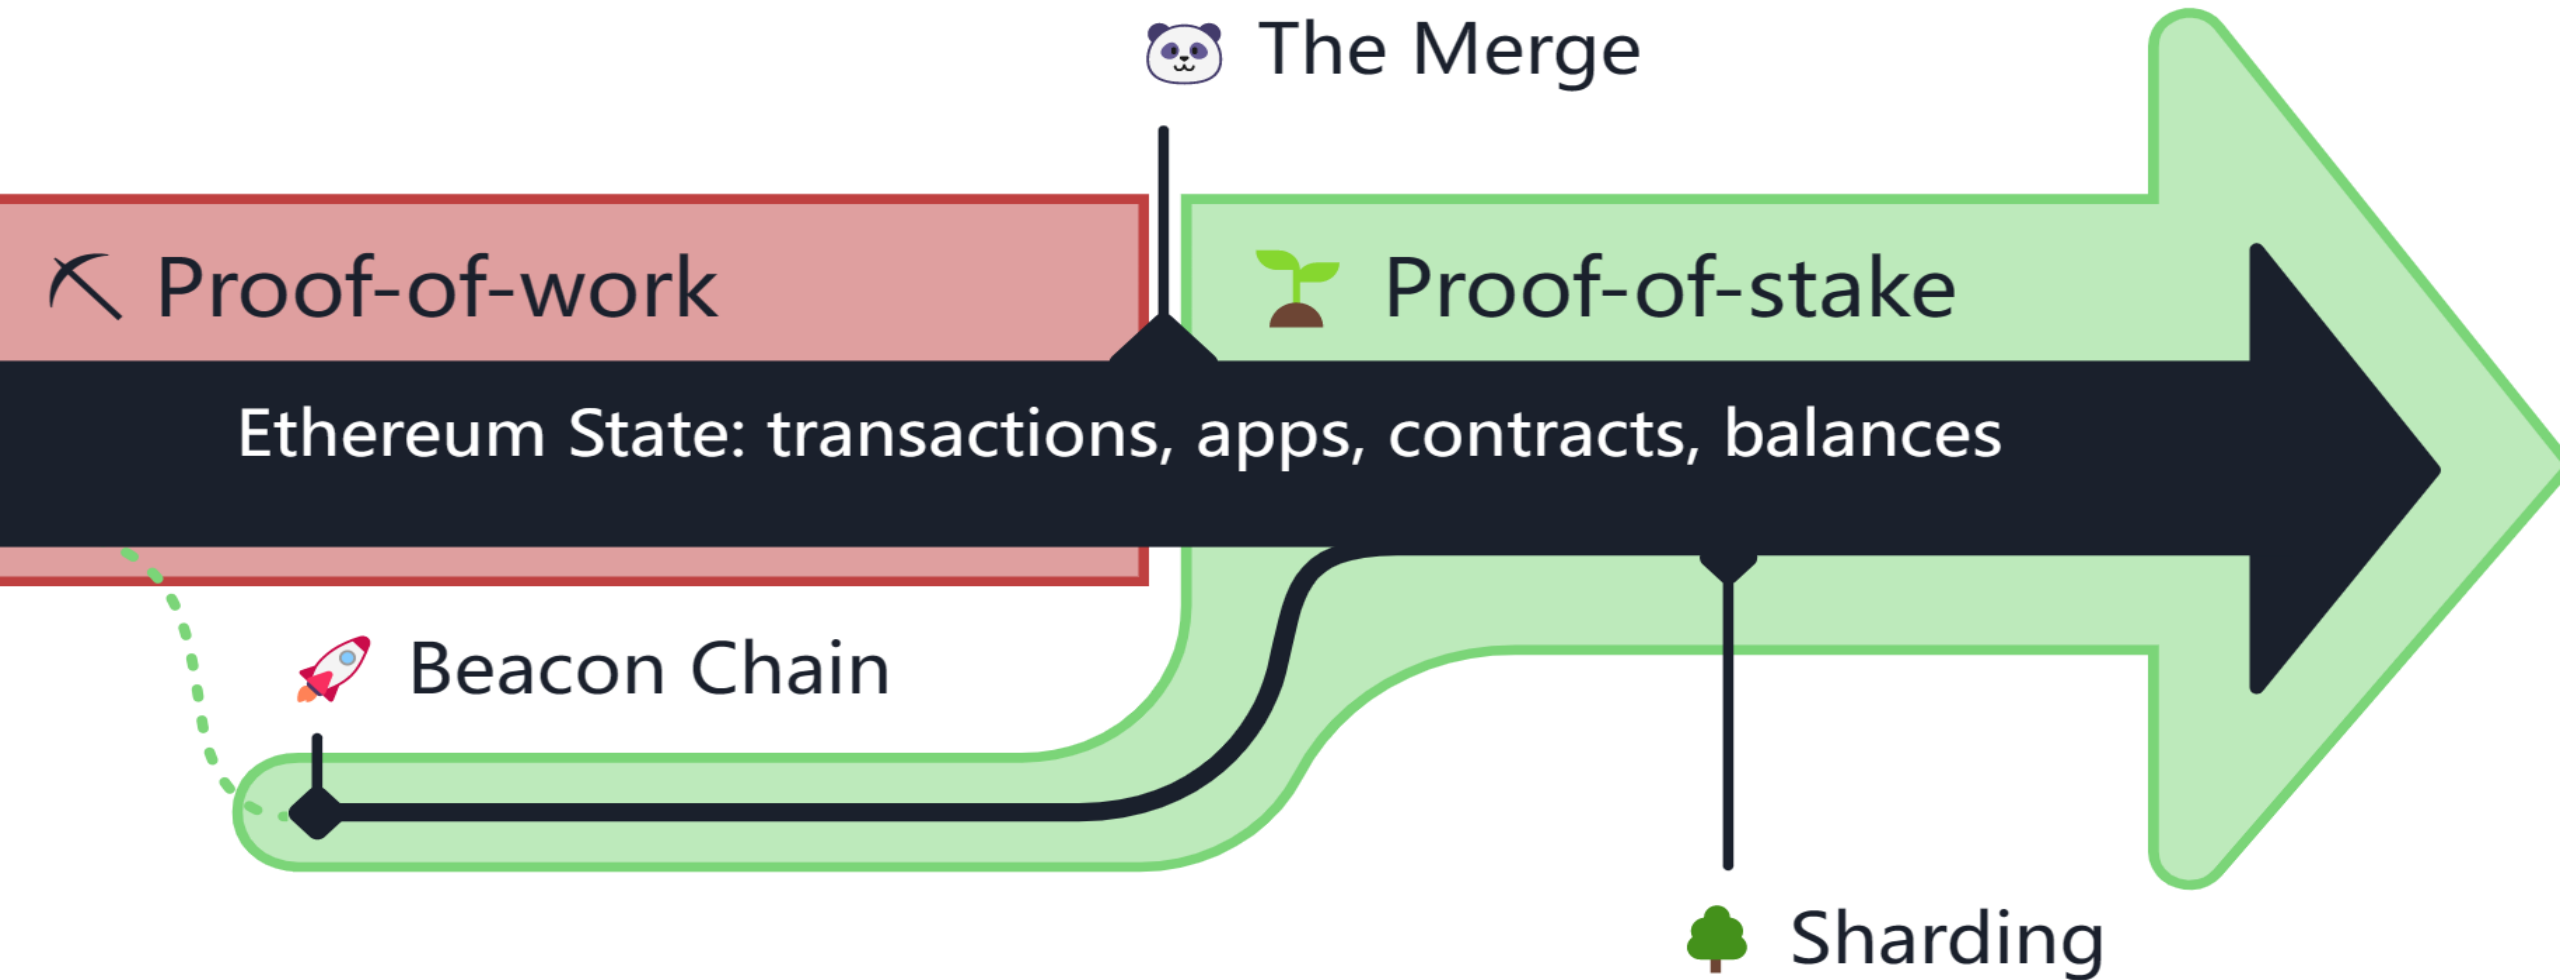 The Merge
Proof-of-work
Proof-of-stake
Ethereum State: transactions, apps, contracts, balances
Beacon Chain
Sharding